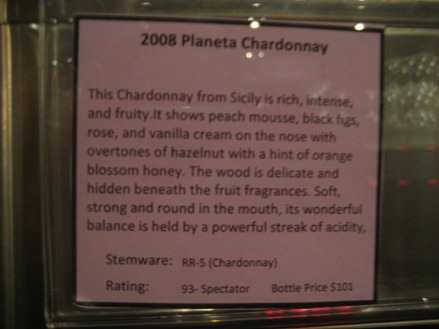 2008 Planeta Chardonnay
This Chardonnay from Sicily is rich, intense,
and fruity.It shows peach mousse, black figs,
rose, and vanilla cream on the nose with
overtones of hazelnut with a hint of orange
blossom honey. The wood is delicate and
hidden beneath the fruit fragrances. Soft,
strong and round in the mouth, its wonderful
balance is held by a powerful streak of acidity,
Stemware: RR-5 (Chardonnay)
Rating: 93- Spectator Bottle Price $101